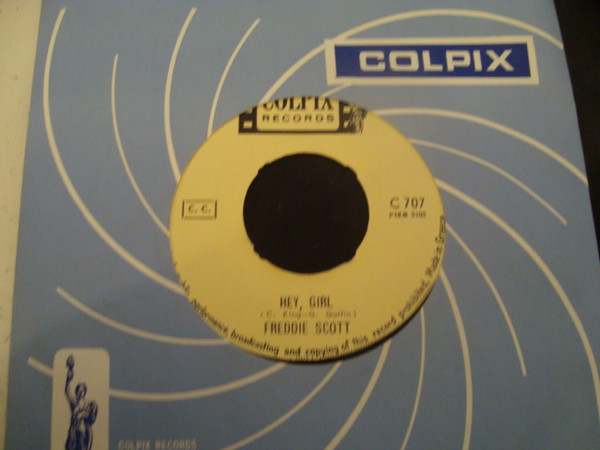 COLPIX
COLPIX
RECORDS
C. C.
C 707
HEY, GIRL
(C. King-G. Goffin)
FREDDIE SCOTT
performance, broadcasting and copying of this record prohibited. Made in Greece
COLPIX RECORDS